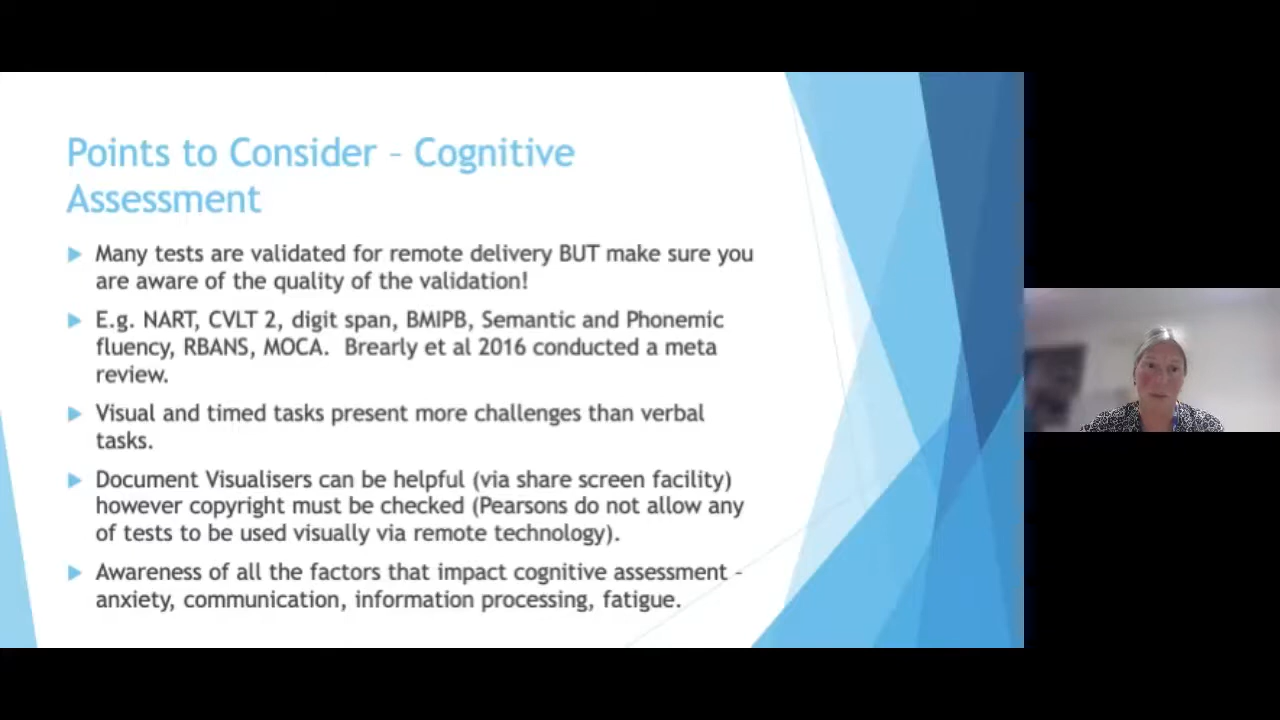 Points to Consider – Cognitive
Assessment
Many tests are validated for remote delivery BUT make sure you
are aware of the quality of the validation!
E.g. NART, CVLT 2, digit span, BMIPB, Semantic and Phonemic
fluency, RBANS, MOCA.  Brearly et al 2016 conducted a meta
review.
Visual and timed tasks present more challenges than verbal
tasks.
Document Visualisers can be helpful (via share screen facility)
however copyright must be checked (Pearsons do not allow any
of tests to be used visually via remote technology).
Awareness of all the factors that impact cognitive assessment –
anxiety, communication, information processing, fatigue.